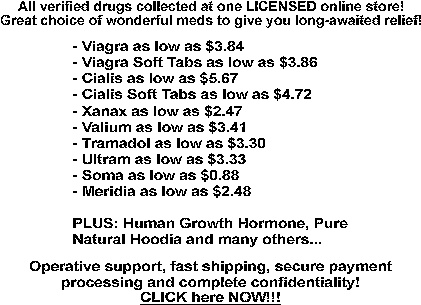 All verified drugs collected at one LICENSED online store!
Great choice of wonderful meds to give you long-awaited relief!
- Viagra as low as $3.84
- Viagra Soft Tabs as low as $3.86
- Cialis as low as $5.67
- Cialis Soft Tabs as low as $4.72
- Xanax as low as $2.47
- Valium as low as $3.41
- Tramadol as low as $3.30
- Ultram as low as $3.33
- Soma as low as $0.88
- Meridia as low as $2.48
PLUS: Human Growth Hormone, Pure
Natural Hoodia and many others...
Operative support, fast shipping, secure payment
processing and complete confidentiality!
CLICK here NOW!!!